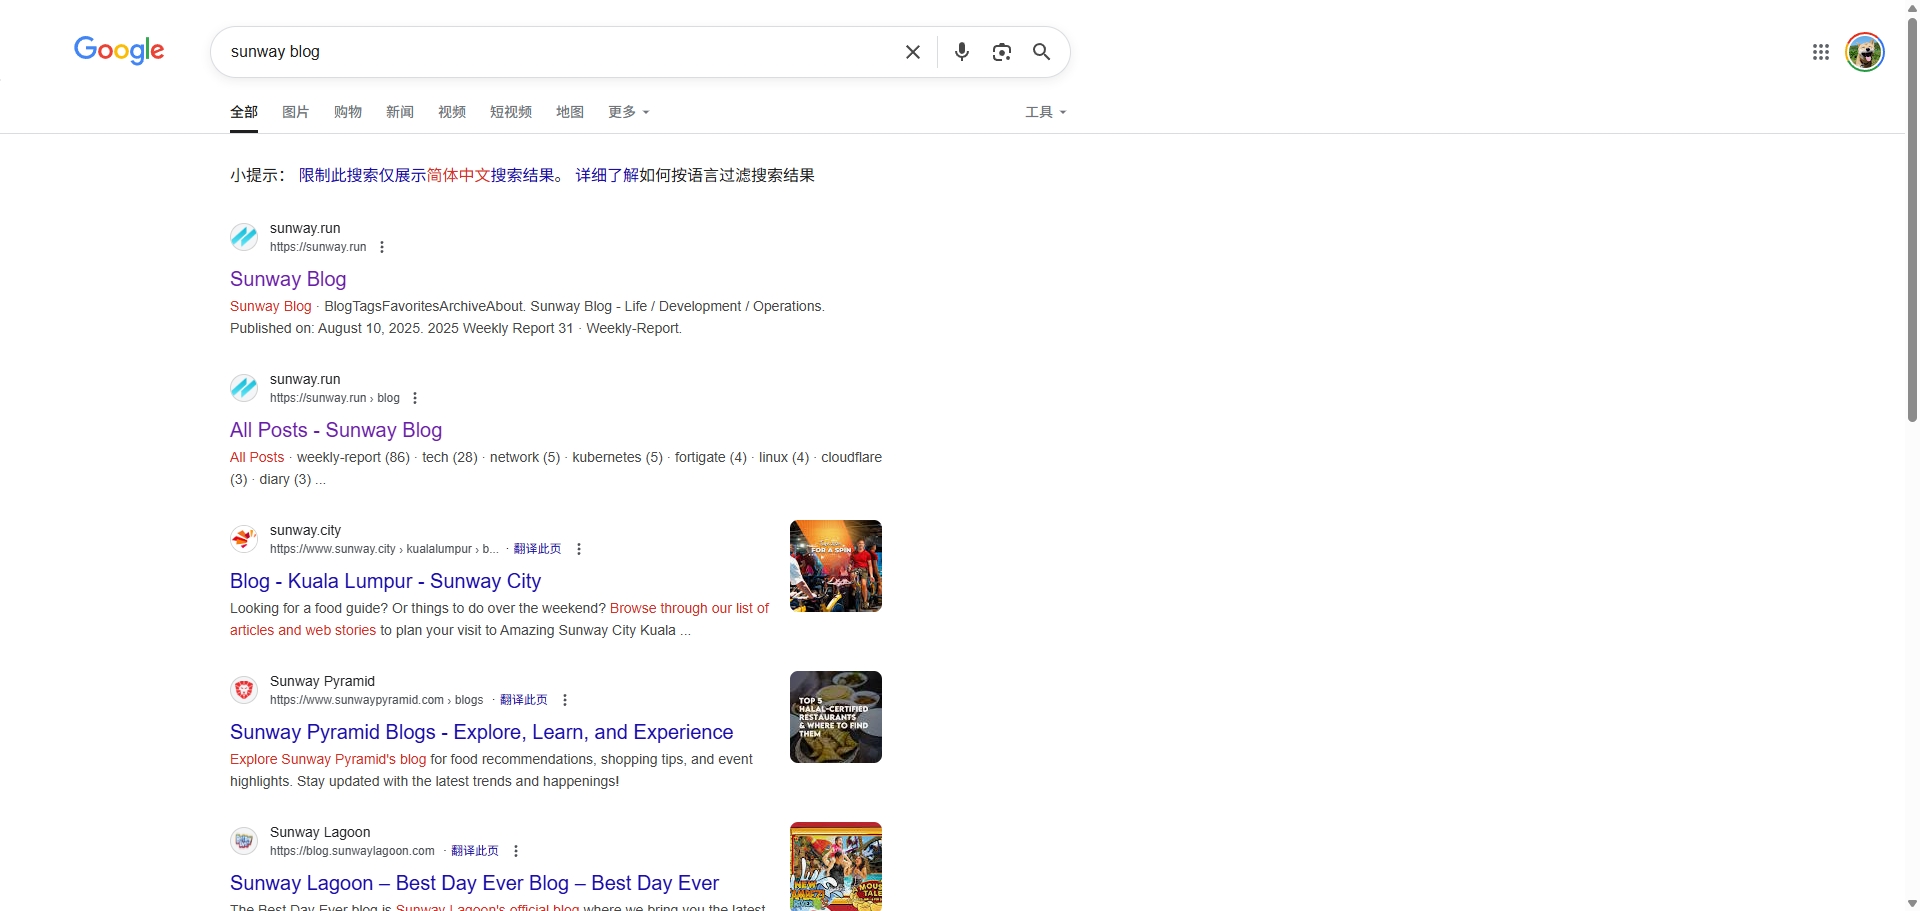 Google
sunway blog
全部 图片 购物 新闻 视频 短视频 地图 更多 工具
小提示： 限制此搜索仅展示简体中文搜索结果。 详细了解如何按语言过滤搜索结果
sunway.run
https://sunway.run
Sunway Blog
Sunway Blog · BlogTagsFavoritesArchiveAbout. Sunway Blog - Life / Development / Operations.
Published on: August 10, 2025. 2025 Weekly Report 31 · Weekly-Report.
sunway.run
https://sunway.run › blog
All Posts - Sunway Blog
All Posts · weekly-report (86) · tech (28) · network (5) · kubernetes (5) · fortigate (4) · linux (4) · cloudflare
(3) · diary (3) ...
sunway.city
https://www.sunway.city › kualalumpur › b... · 翻译此页
Blog - Kuala Lumpur - Sunway City
Looking for a food guide? Or things to do over the weekend? Browse through our list of
articles and web stories to plan your visit to Amazing Sunway City Kuala ...
FOR A SPIN
Sunway Pyramid
https://www.sunwaypyramid.com › blogs · 翻译此页
Sunway Pyramid Blogs - Explore, Learn, and Experience
Explore Sunway Pyramid's blog for food recommendations, shopping tips, and event
highlights. Stay updated with the latest trends and happenings!
TOP 5
HALAL-CERTIFIED
RESTAURANTS
& WHERE TO FIND
THEM
Sunway Lagoon
https://blog.sunwaylagoon.com · 翻译此页
Sunway Lagoon – Best Day Ever Blog – Best Day Ever
The Best Day Ever blog is Sunway Lagoon's official blog where we bring you the latest